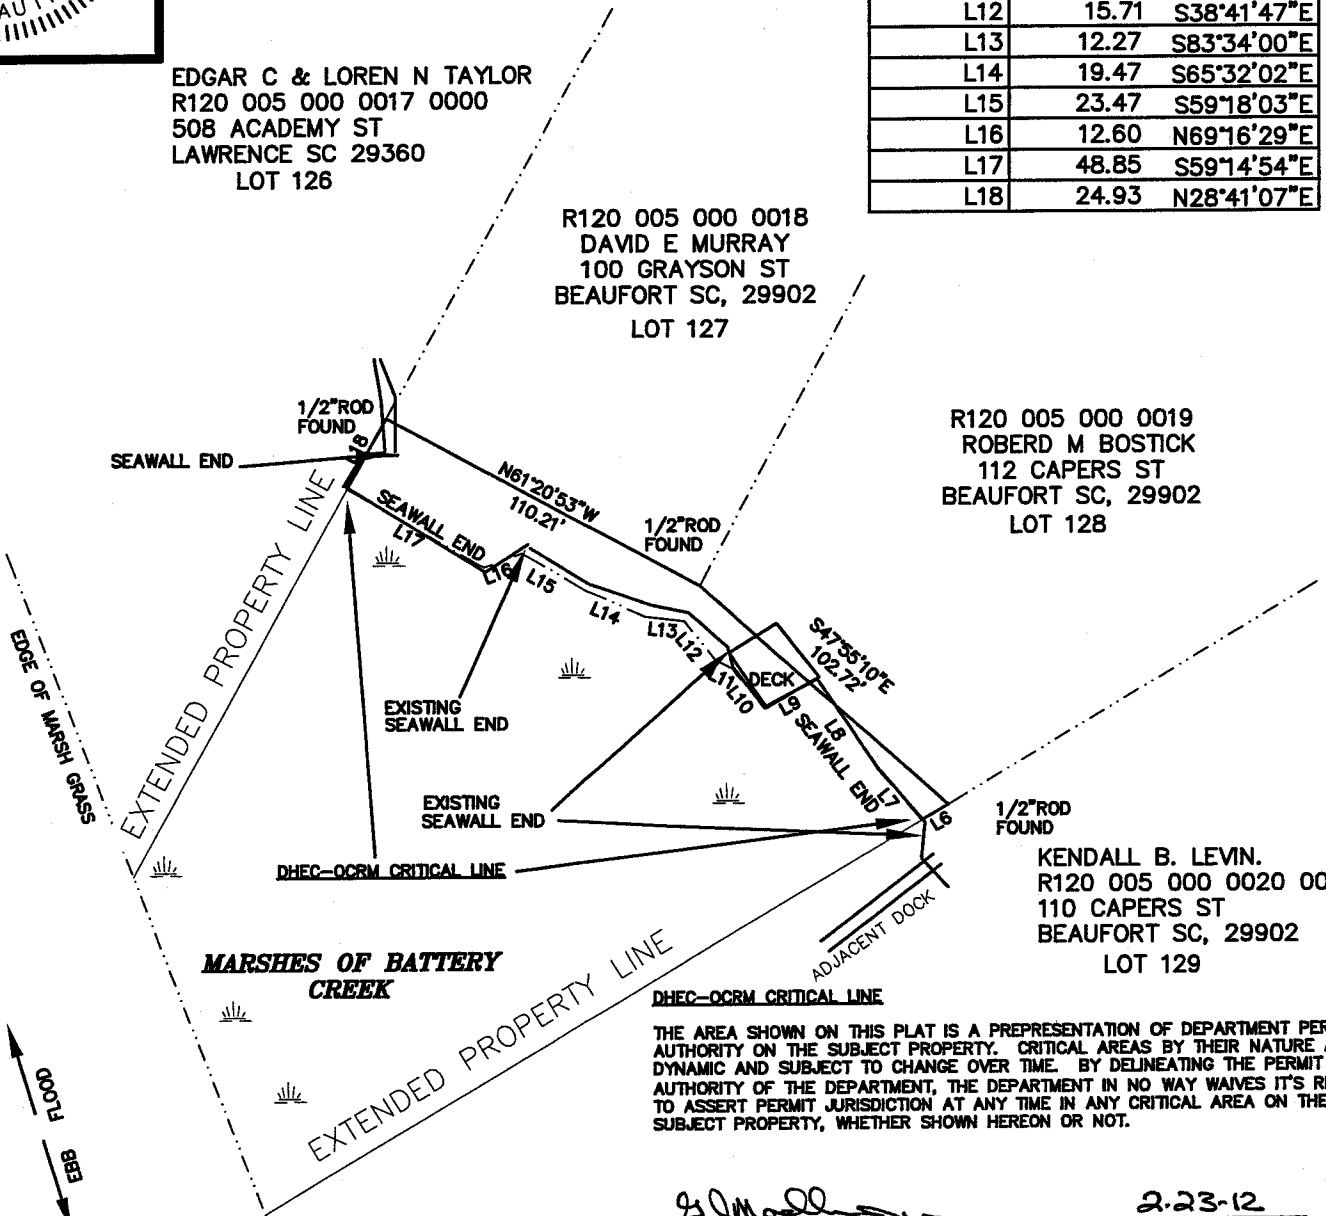 AU
L12 15.71 S38°41'47"E
L13 12.27 S83°34'00"E
L14 19.47 S65°32'02"E
L15 23.47 S59°18'03"E
L16 12.60 N69°16'29"E
L17 48.85 S59°14'54"E
L18 24.93 N28°41'07"E
EDGAR C & LOREN N TAYLOR
R120 005 000 0017 0000
508 ACADEMY ST
LAWRENCE SC 29360
LOT 126
R120 005 000 0018
DAVID E MURRAY
100 GRAYSON ST
BEAUFORT SC, 29902
LOT 127
R120 005 000 0019
ROBERD M BOSTICK
112 CAPERS ST
BEAUFORT SC, 29902
LOT 128
1/2"ROD
FOUND
L18
SEAWALL END
N61°20'53"W
110.21'
1/2"ROD
FOUND
SEAWALL END
L17
L16
L15
L14
L13
L12
L11
L10
DECK
S47°55'10"E
102.72'
L9
L8
SEAWALL END
L7
L6
EXTENDED PROPERTY LINE
EDGE OF MARSH GRASS
EXISTING
SEAWALL END
EXISTING
SEAWALL END
1/2"ROD
FOUND
DHEC-OCRM CRITICAL LINE
KENDALL B. LEVIN.
R120 005 000 0020 00
110 CAPERS ST
BEAUFORT SC, 29902
LOT 129
ADJACENT DOCK
MARSHES OF BATTERY
CREEK
EXTENDED PROPERTY LINE
FLOOD
EBB
DHEC-OCRM CRITICAL LINE
THE AREA SHOWN ON THIS PLAT IS A PREPRESENTATION OF DEPARTMENT PER
AUTHORITY ON THE SUBJECT PROPERTY. CRITICAL AREAS BY THEIR NATURE A
DYNAMIC AND SUBJECT TO CHANGE OVER TIME. BY DELINEATING THE PERMIT
AUTHORITY OF THE DEPARTMENT, THE DEPARTMENT IN NO WAY WAIVES IT'S RI
TO ASSERT PERMIT JURISDICTION AT ANY TIME IN ANY CRITICAL AREA ON THE
SUBJECT PROPERTY, WHETHER SHOWN HEREON OR NOT.
2-23-12